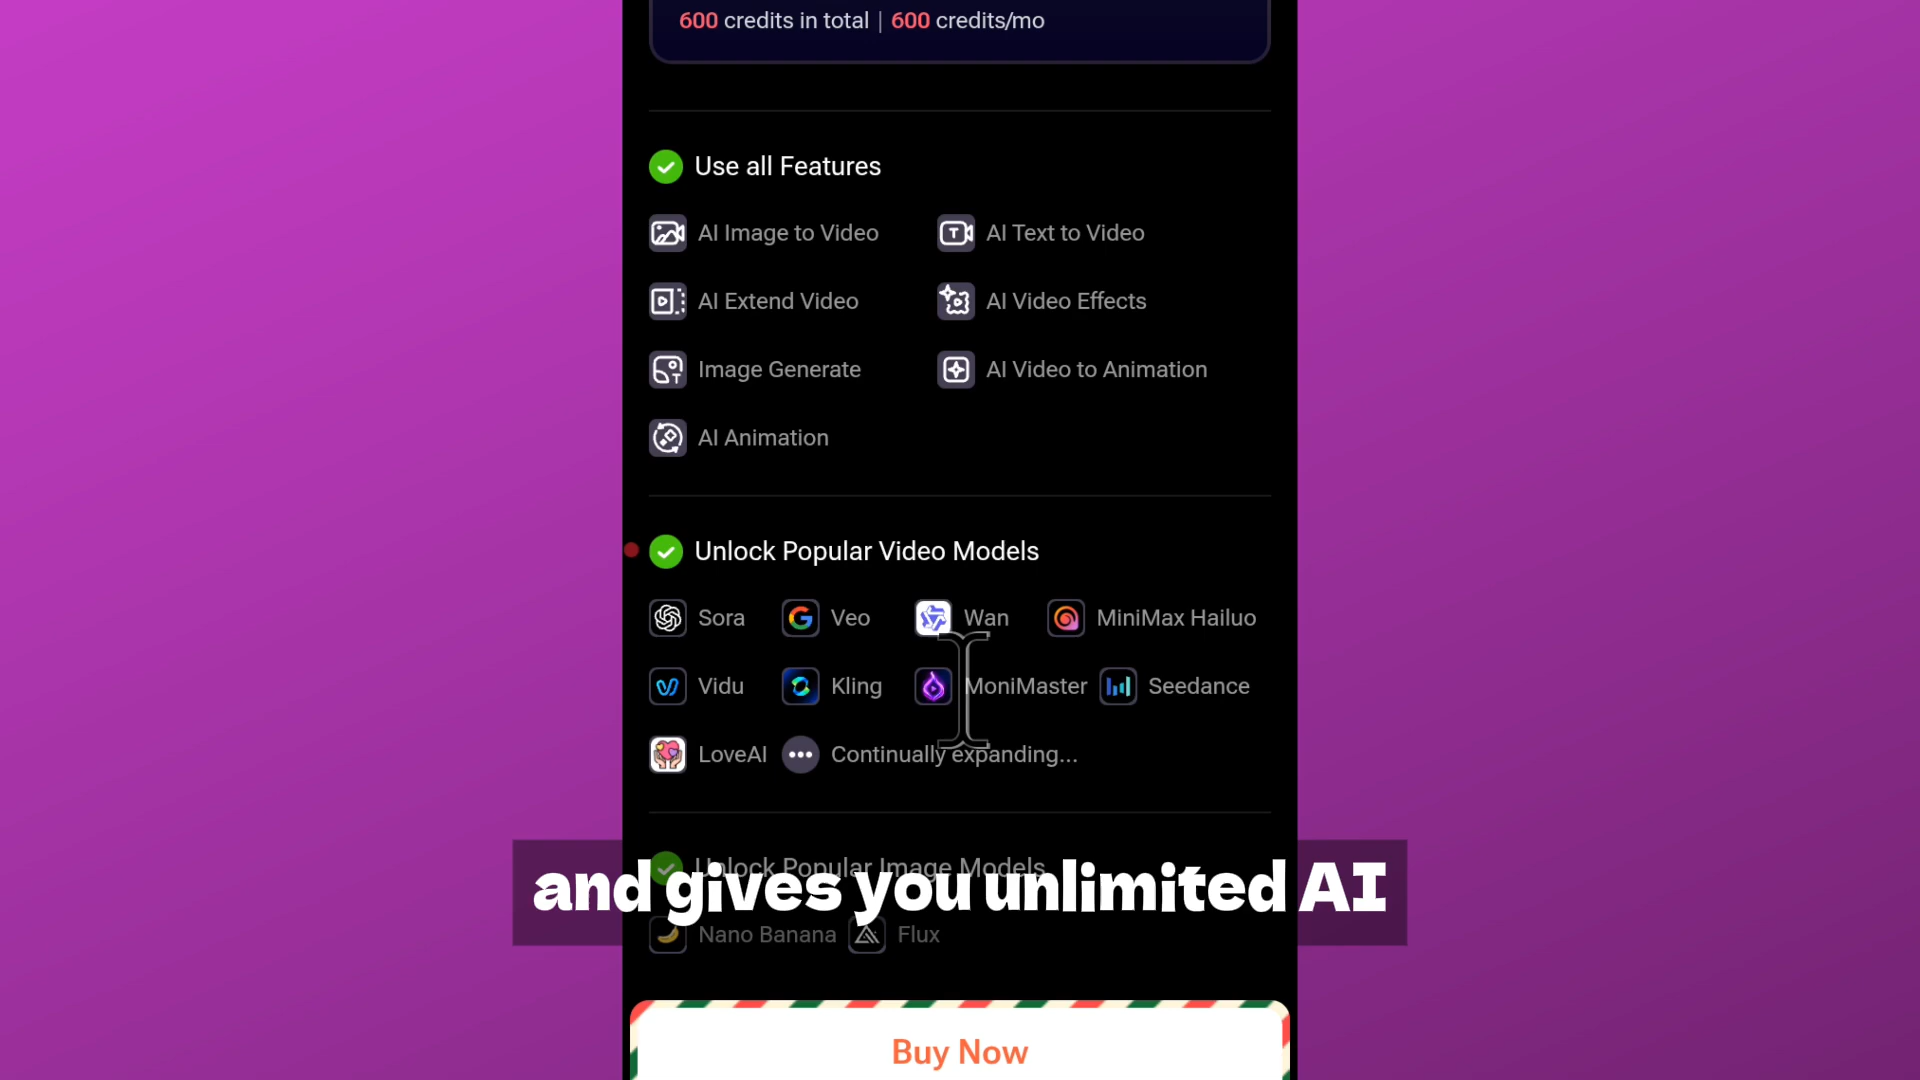 600 credits in total | 600 credits/mo
Use all Features
AI Image to Video AI Text to Video
AI Extend Video AI Video Effects
Image Generate AI Video to Animation
AI Animation
Unlock Popular Video Models
Sora Veo Wan MiniMax Hailuo
Vidu Kling MoniMaster Seedance
LoveAI Continually expanding...
Unlock Popular Image Models
and gives you unlimited AI
Nano Banana Flux
Buy Now